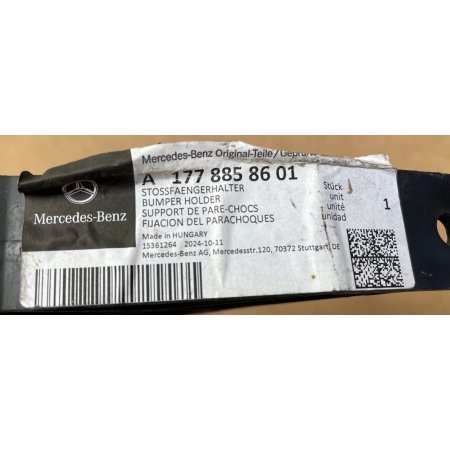 Mercedes-Benz Original-Teile / Geprüfte
A 177 885 86 01
STOSSFAENGERHALTER
BUMPER HOLDER
SUPPORT DE PARE-CHOCS
FIJACION DEL PARACHOQUES
Made in HUNGARY
15361264 2024-10-11
Mercedes-Benz AG, Mercedesstr.120, 70372 Stuttgart, DE
Stück
unit
unité
unidad
1
Mercedes-Benz